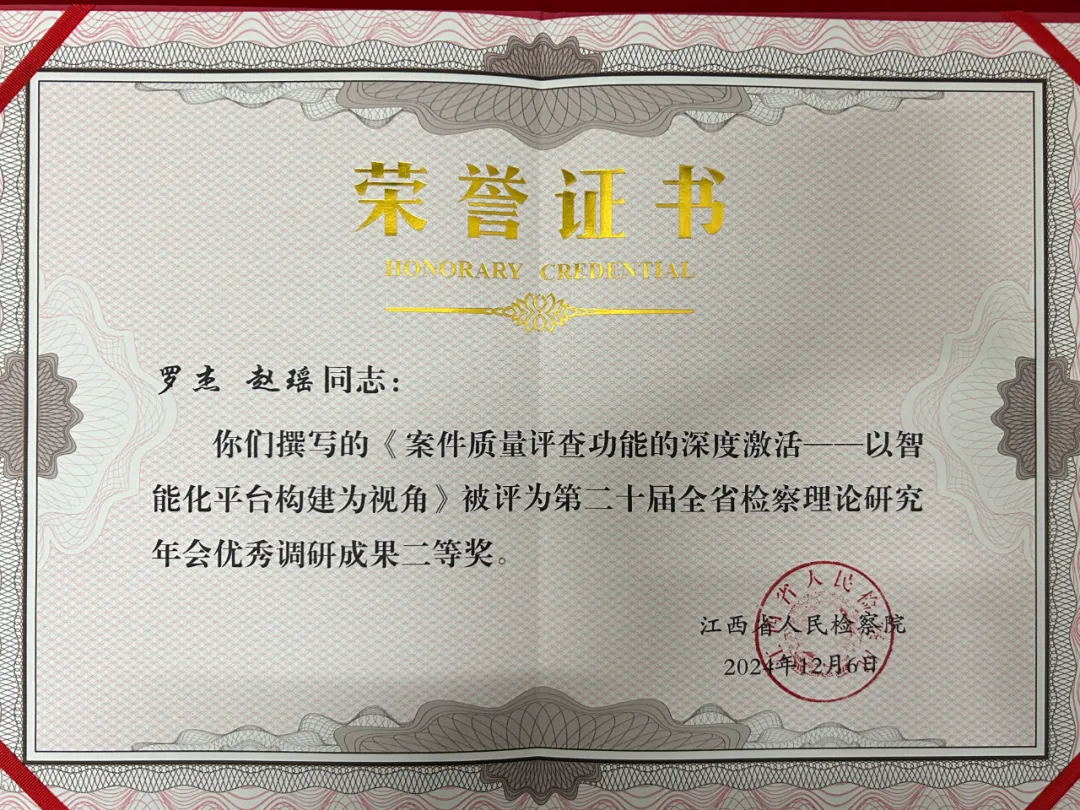 荣誉证书
HONORARY CREDENTIAL
罗杰 赵瑶同志：
你们撰写的《案件质量评查功能的深度激活——以智
能化平台构建为视角》被评为第二十届全省检察理论研究
年会优秀调研成果二等奖。
江西省人民检察院
2024年12月6日